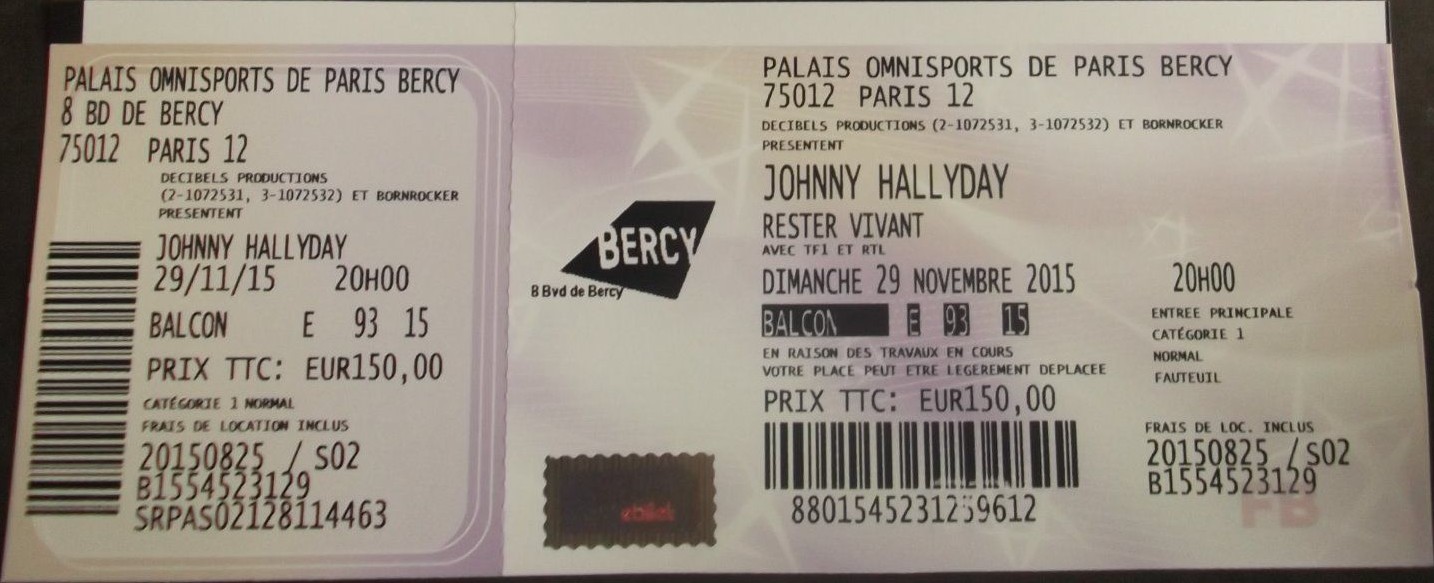 PALAIS OMNISPORTS DE PARIS BERCY
8 BD DE BERCY
75012 PARIS 12
DECIBELS PRODUCTIONS
(2-1072531, 3-1072532) ET BORNROCKER
PRESENTENT
JOHNNY HALLYDAY
29/11/15 20H00
BALCON E 93 15
PRIX TTC: EUR150,00
CATÉGORIE 1 NORMAL
FRAIS DE LOCATION INCLUS
20150825 / S02
B1554523129
SRPAS02128114463
BERCY
8 Bvd de Bercy
PALAIS OMNISPORTS DE PARIS BERCY
75012 PARIS 12
DECIBELS PRODUCTIONS (2-1072531, 3-1072532) ET BORNROCKER
PRESENTENT
JOHNNY HALLYDAY
RESTER VIVANT
AVEC TF1 ET RTL
DIMANCHE 29 NOVEMBRE 2015 20H00
BALCON E 93 15
EN RAISON DES TRAVAUX EN COURS
VOTRE PLACE PEUT ETRE LEGEREMENT DEPLACEE
PRIX TTC: EUR150,00
8801545231259612
ENTREE PRINCIPALE
CATÉGORIE 1
NORMAL
FAUTEUIL
FRAIS DE LOC. INCLUS
20150825 / S02
B1554523129
FB